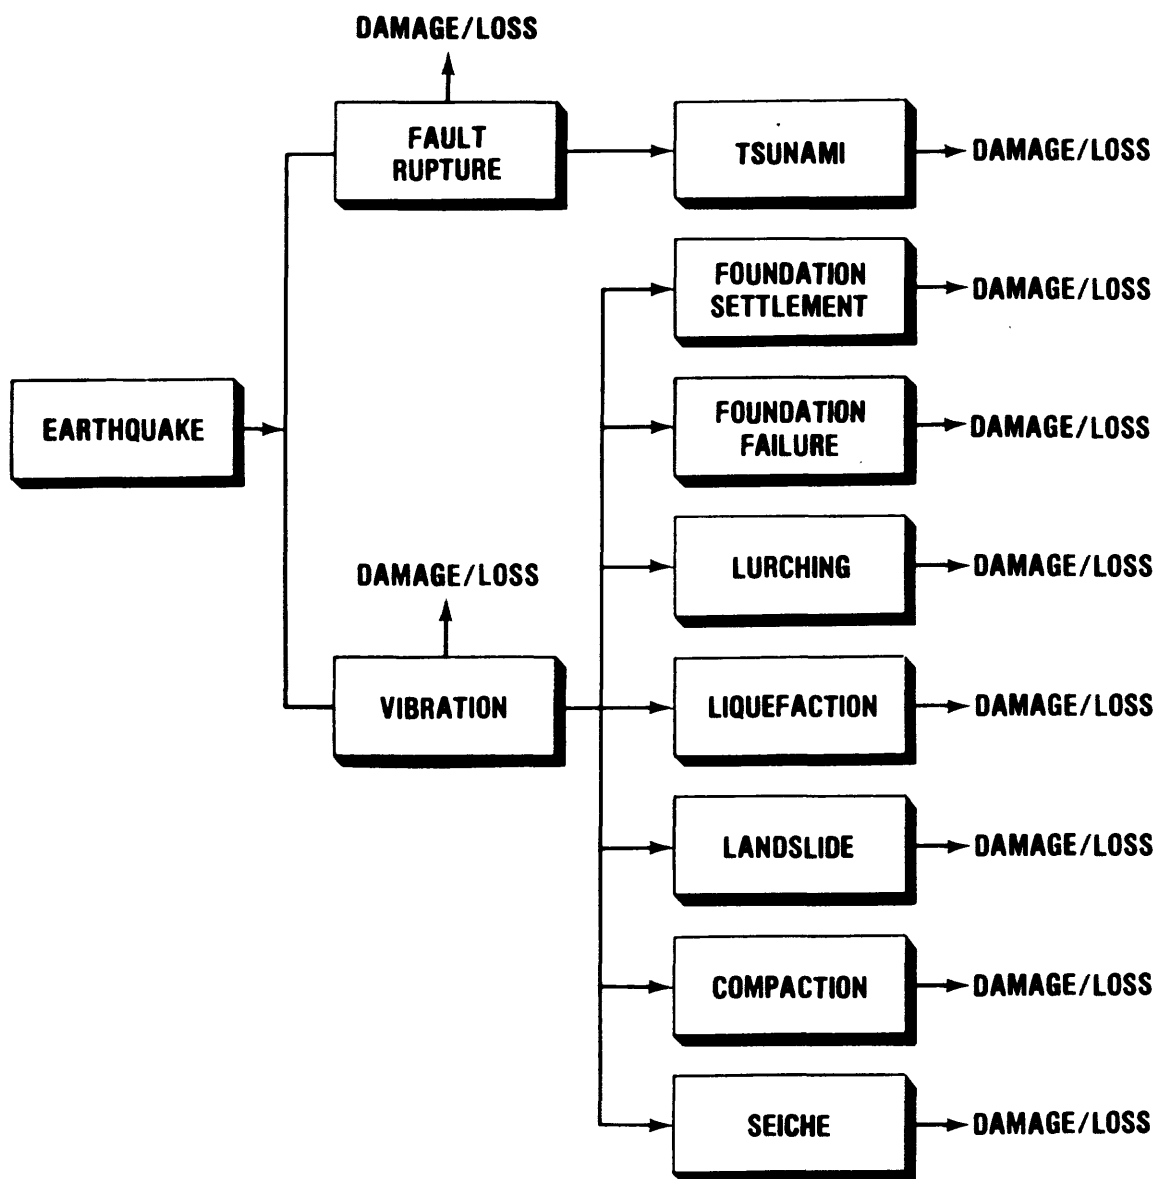 DAMAGE/LOSS
FAULT
RUPTURE
TSUNAMI
DAMAGE/LOSS
FOUNDATION
SETTLEMENT
DAMAGE/LOSS
EARTHQUAKE
FOUNDATION
FAILURE
DAMAGE/LOSS
DAMAGE/LOSS
LURCHING
DAMAGE/LOSS
VIBRATION
LIQUEFACTION
DAMAGE/LOSS
LANDSLIDE
DAMAGE/LOSS
COMPACTION
DAMAGE/LOSS
SEICHE
DAMAGE/LOSS